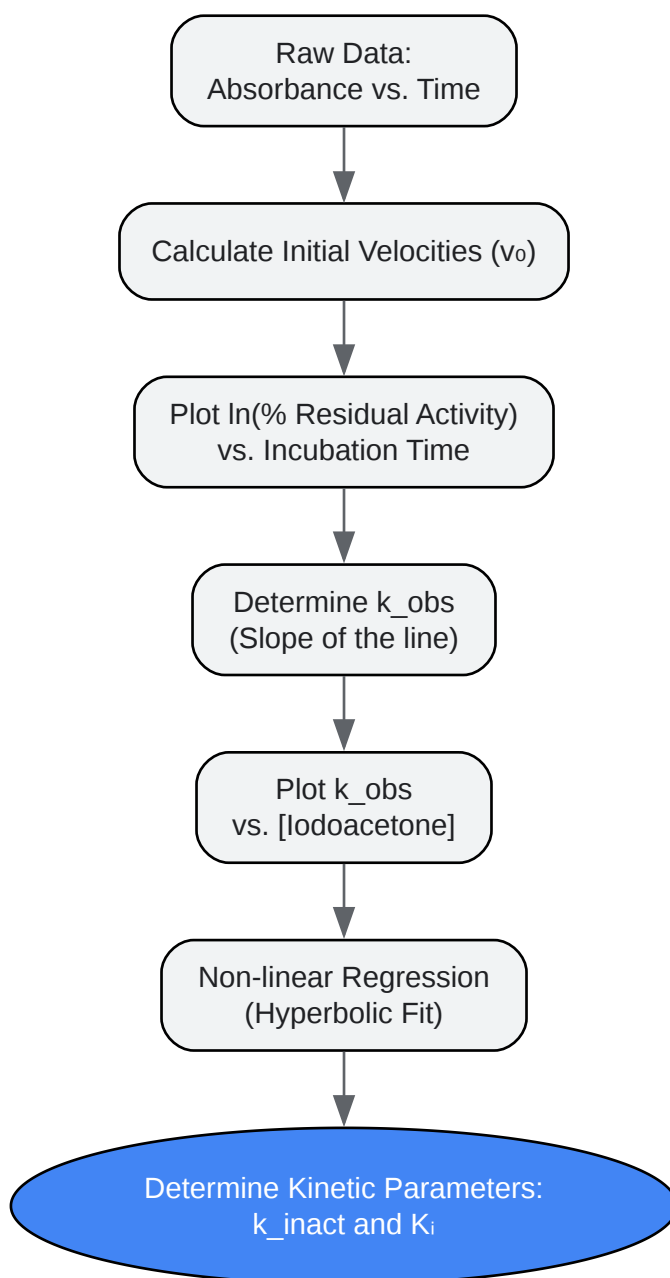 Raw Data:
Absorbance vs. Time
Calculate Initial Velocities (v₀)
Plot ln(% Residual Activity)
vs. Incubation Time
Determine k_obs
(Slope of the line)
Plot k_obs
vs. [Iodoacetone]
Non-linear Regression
(Hyperbolic Fit)
Determine Kinetic Parameters:
k_inact and Kᵢ